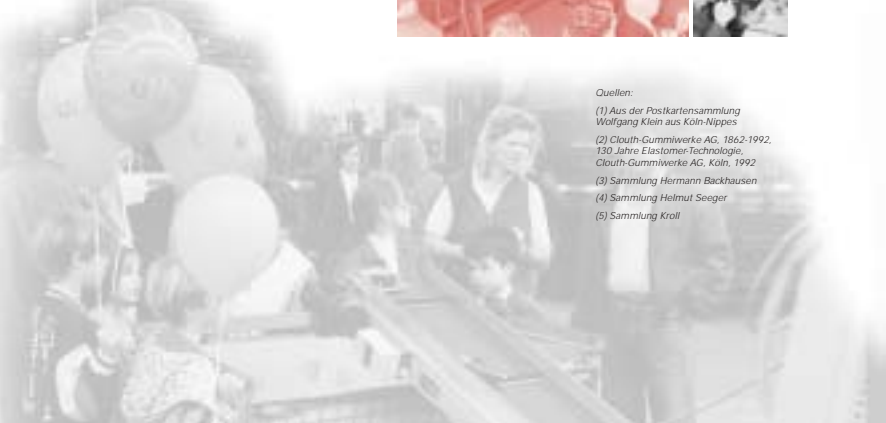 Quellen:
(1) Aus der Postkartensammlung
Wolfgang Klein aus Köln-Nippes
(2) Clouth-Gummiwerke AG, 1862-1992,
130 Jahre Elastomer-Technologie,
Clouth-Gummiwerke AG, Köln, 1992
(3) Sammlung Hermann Backhausen
(4) Sammlung Helmut Seeger
(5) Sammlung Kroll